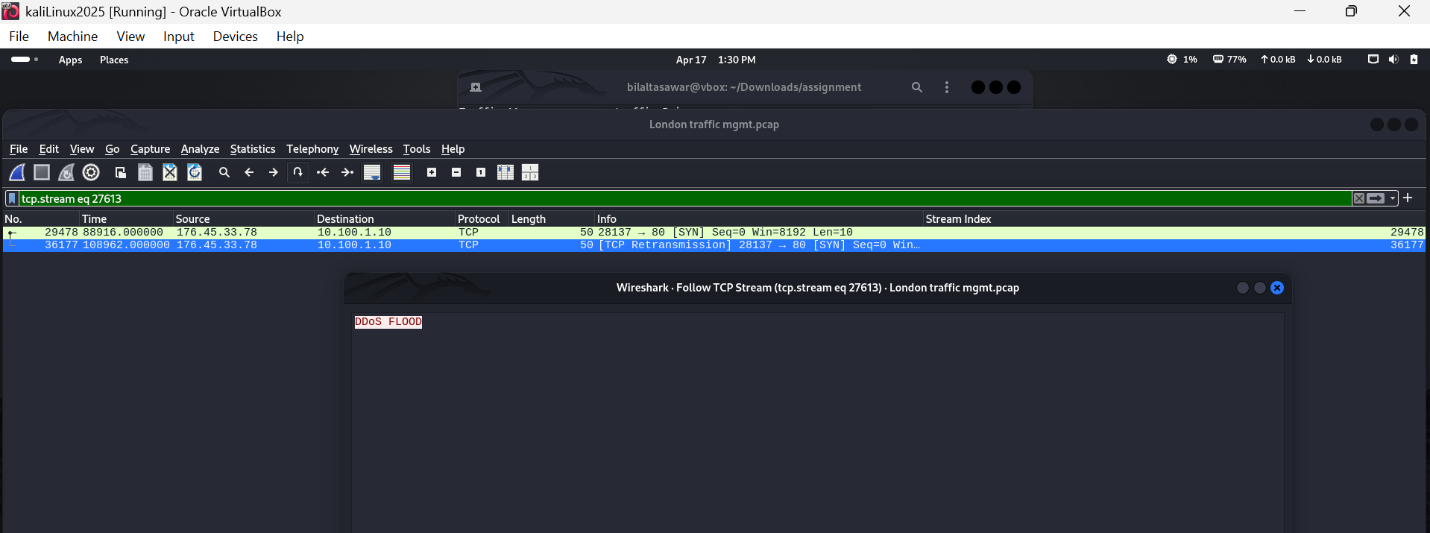 kaliLinux2025 [Running] - Oracle VirtualBox
File Machine View Input Devices Help
Apps Places Apr 17 1:30 PM 1% 77% ↑0.0 kB ↓0.0 kB
bilaltasawar@vbox: ~/Downloads/assignment
London traffic mgmt.pcap
File Edit View Go Capture Analyze Statistics Telephony Wireless Tools Help
tcp.stream eq 27613
No. Time Source Destination Protocol Length Info Stream Index
29478 88916.000000 176.45.33.78 10.100.1.10 TCP 50 28137 → 80 [SYN] Seq=0 Win=8192 Len=10 29478
36177 108962.000000 176.45.33.78 10.100.1.10 TCP 50 [TCP Retransmission] 28137 → 80 [SYN] Seq=0 Win… 36177
Wireshark · Follow TCP Stream (tcp.stream eq 27613) · London traffic mgmt.pcap
DDoS FLOOD